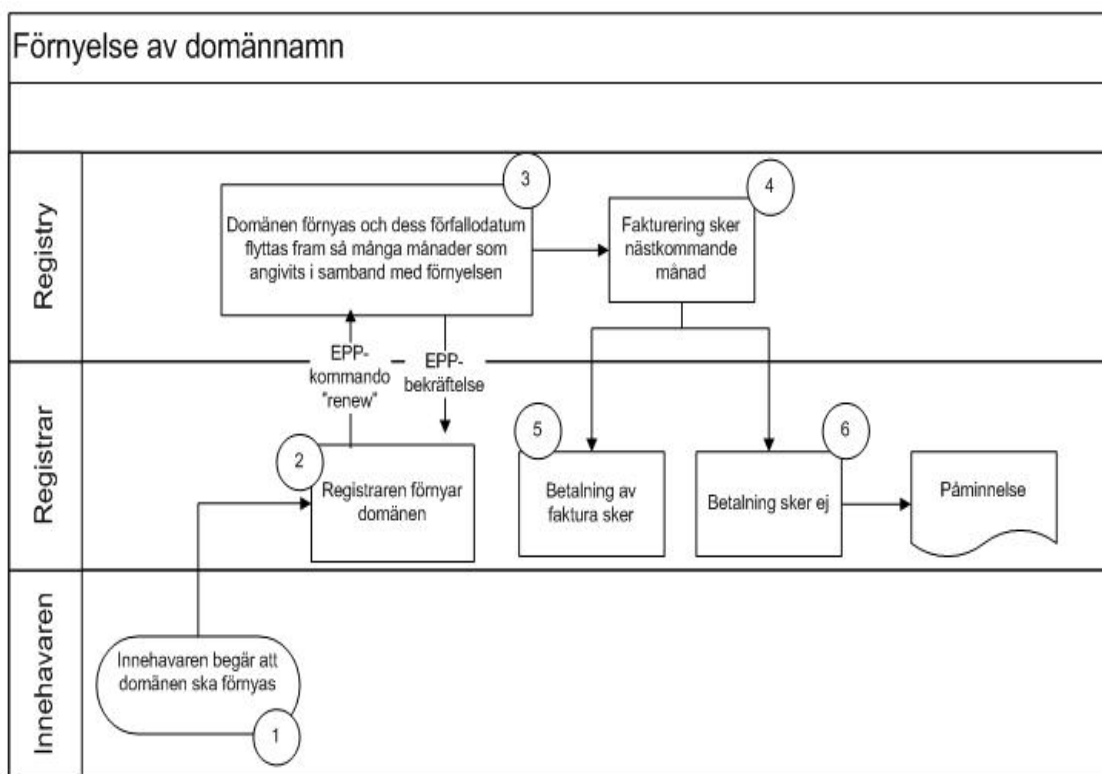 Förnyelse av domännamn
Registry
3
Domänen förnyas och dess förfallodatum
flyttas fram så många månader som
angivits i samband med förnyelsen
4
Fakturering sker
nästkommande
månad
EPP-
kommando
"renew"
EPP-
bekräftelse
Registrar
2
Registraren förnyar
domänen
5
Betalning av
faktura sker
6
Betalning sker ej
Påminnelse
Innehavaren
Innehavaren begär att
domänen ska förnyas
1